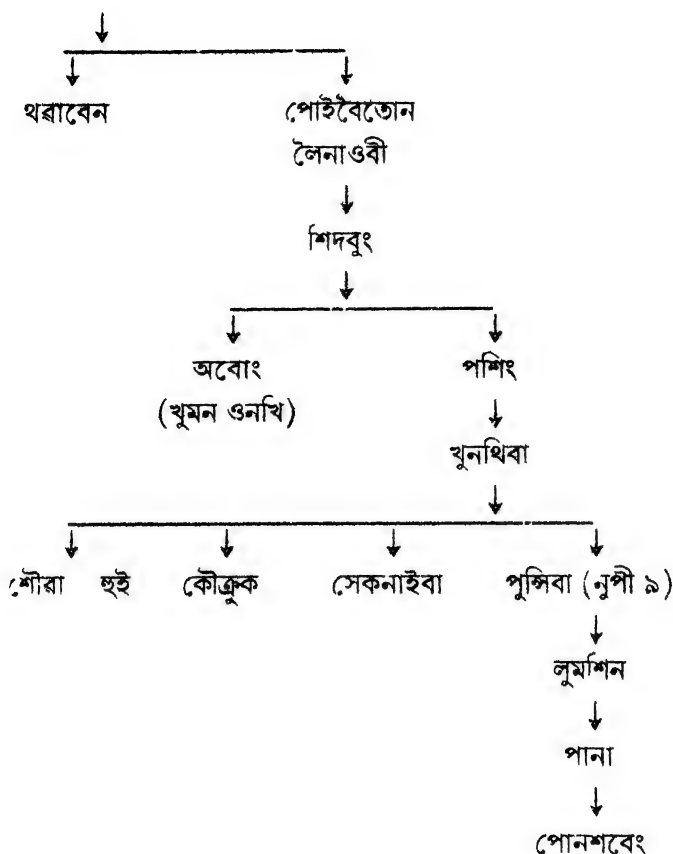 থৱাবেন পোইবৈতোন
লৈনাওবী
শিদবুং
অবোং পশিং
(খুমন ওনখি)
খুনথিবা
শৌৱা হুই কৌব্রুক সেকনাইবা পুন্সিবা (নুপী ৯)
লুমশিন
পানা
পোনশবেং